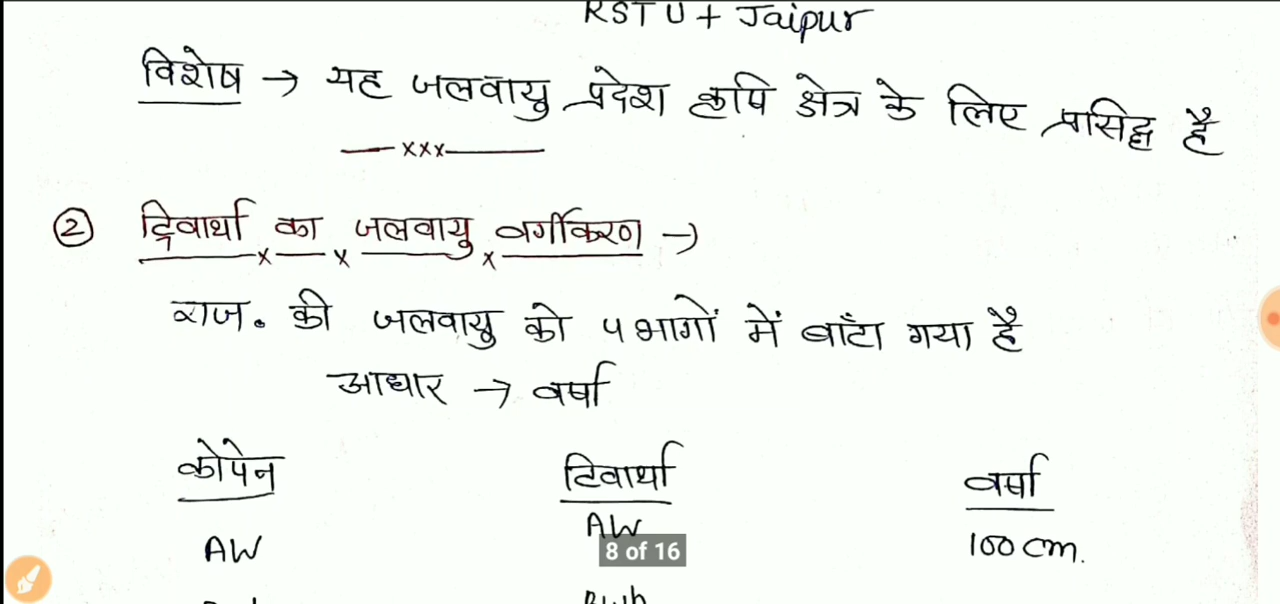 RSTU + Jaipur
विशेष → यह जलवायु प्रदेश कृषि क्षेत्र के लिए प्रसिद्ध है
xxx
② ट्रिवार्था का जलवायु वर्गीकरण →
राज. की जलवायु को 4 भागों में बाँटा गया है
आधार → वर्षा
कोपेन टिवार्था वर्षा
AW AW 100 cm.
8 of 16